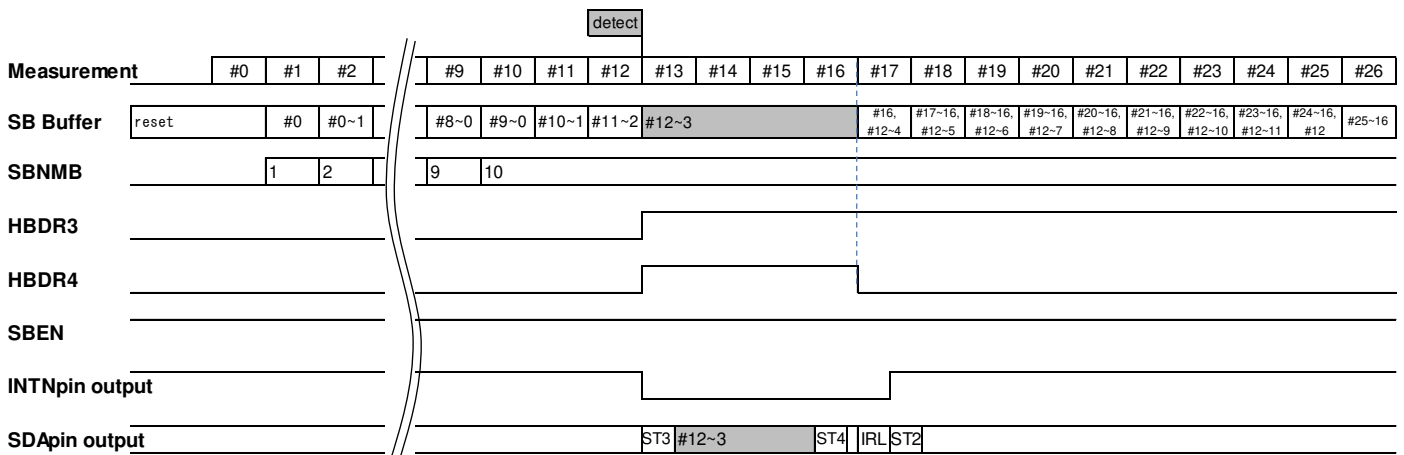 detect
Measurement #0 #1 #2 #9 #10 #11 #12 #13 #14 #15 #16 #17 #18 #19 #20 #21 #22 #23 #24 #25 #26
SB Buffer reset #0 #0~1 #8~0 #9~0 #10~1 #11~2 #12~3 #16, #12~4 #17~16, #12~5 #18~16, #12~6 #19~16, #12~7 #20~16, #12~8 #21~16, #12~9 #22~16, #12~10 #23~16, #12~11 #24~16, #12 #25~16
SBNMB 1 2 9 10
HBDR3
HBDR4
SBEN
INTNpin output
SDApin output ST3 #12~3 ST4 IRL ST2